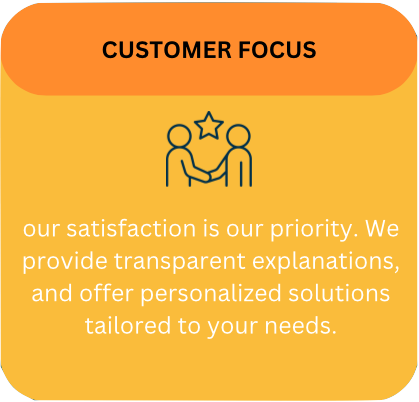 CUSTOMER FOCUS
our satisfaction is our priority. We
provide transparent explanations,
and offer personalized solutions
tailored to your needs.